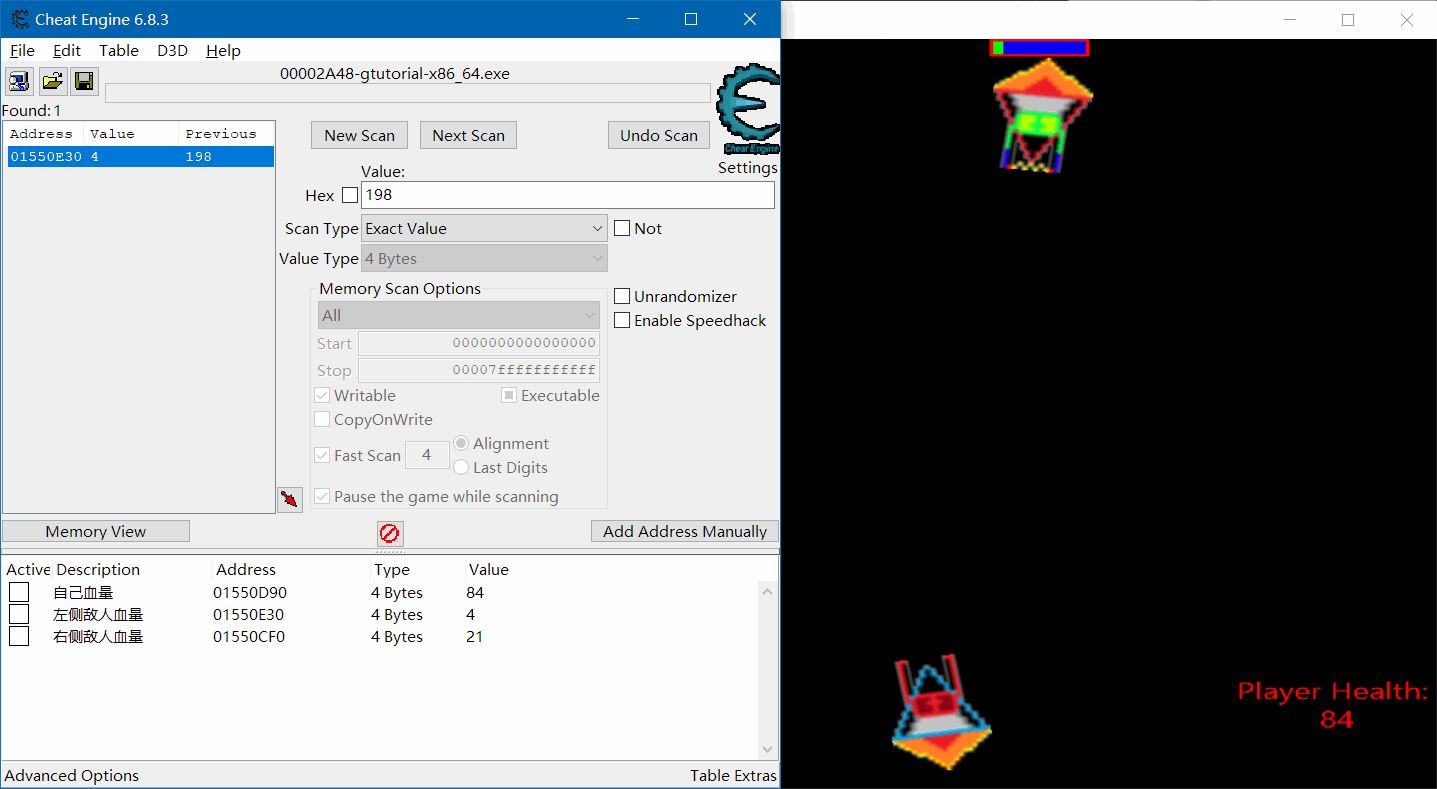 Cheat Engine 6.8.3
File Edit Table D3D Help
00002A48-gtutorial-x86_64.exe
Found: 1
Address Value Previous
01550E30 4 198
New Scan Next Scan Undo Scan
Cheat Engine
Settings
Value:
Hex 198
Scan Type Exact Value Not
Value Type 4 Bytes
Memory Scan Options
All
Unrandomizer
Enable Speedhack
Start 0000000000000000
Stop 00007fffffffffff
Writable Executable
CopyOnWrite
Fast Scan 4 Alignment
Last Digits
Pause the game while scanning
Memory View Add Address Manually
Active Description Address Type Value
自己血量 01550D90 4 Bytes 84
左侧敌人血量 01550E30 4 Bytes 4
右侧敌人血量 01550CF0 4 Bytes 21
Advanced Options Table Extras
Player Health:
84